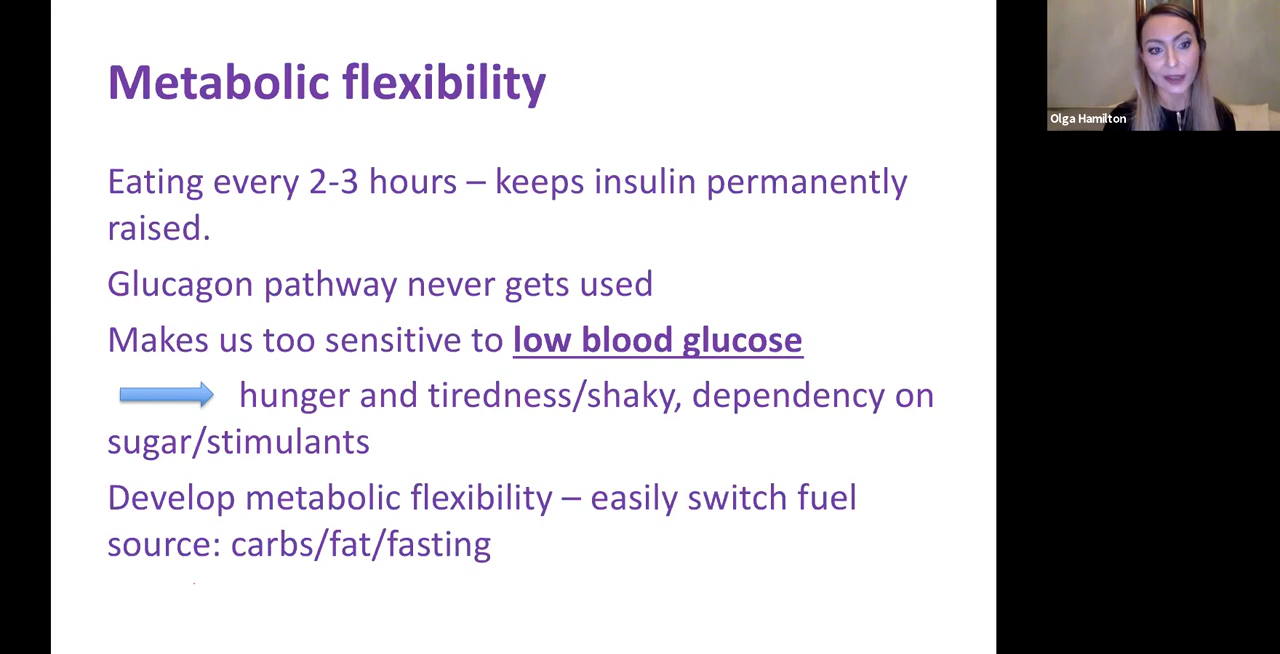 Metabolic flexibility
Olga Hamilton
Eating every 2-3 hours – keeps insulin permanently
raised.
Glucagon pathway never gets used
Makes us too sensitive to low blood glucose
hunger and tiredness/shaky, dependency on
sugar/stimulants
Develop metabolic flexibility – easily switch fuel
source: carbs/fat/fasting